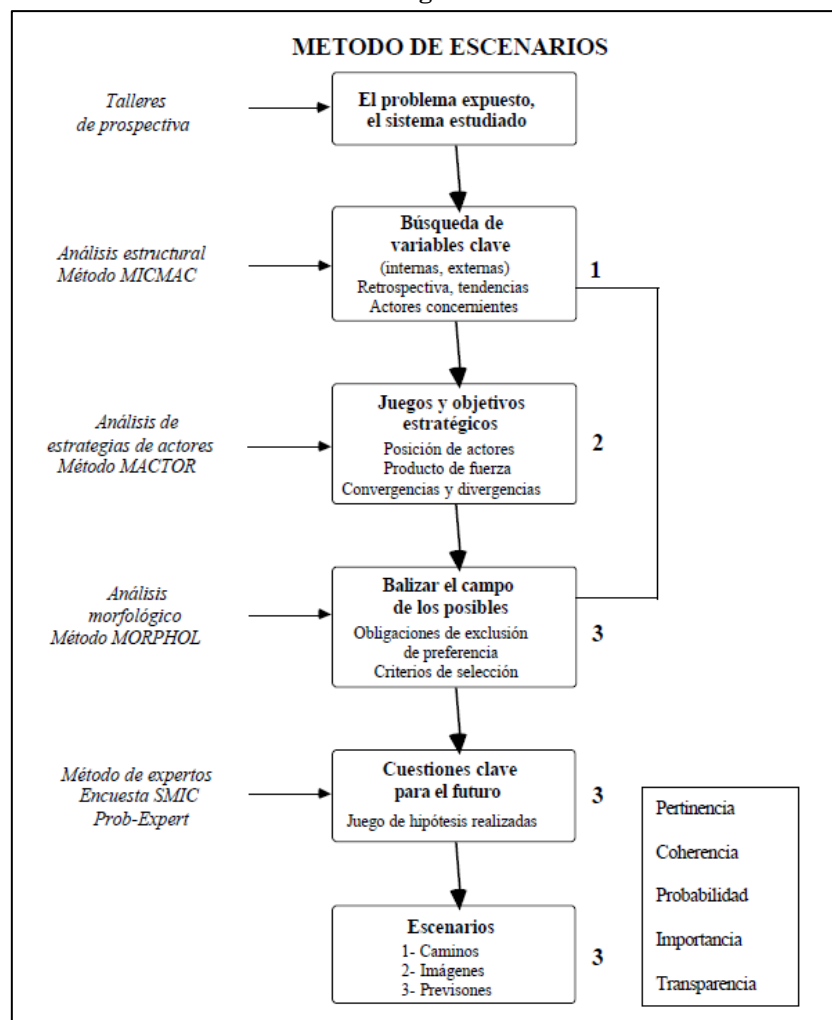 METODO DE ESCENARIOS
Talleres
de prospectiva
El problema expuesto,
el sistema estudiado
Análisis estructural
Método MICMAC
Búsqueda de
variables clave
(internas, externas)
Retrospectiva, tendencias
Actores concernientes
1
Análisis de
estrategias de actores
Método MACTOR
Juegos y objetivos
estratégicos
Posición de actores
Producto de fuerza
Convergencias y divergencias
2
Análisis
morfológico
Método MORPHOL
Balizar el campo
de los posibles
Obligaciones de exclusión
de preferencia
Criterios de selección
3
Método de expertos
Encuesta SMIC
Prob-Expert
Cuestiones clave
para el futuro
Juego de hipótesis realizadas
3
Escenarios
1- Caminos
2- Imágenes
3- Previsones
3
Pertinencia
Coherencia
Probabilidad
Importancia
Transparencia